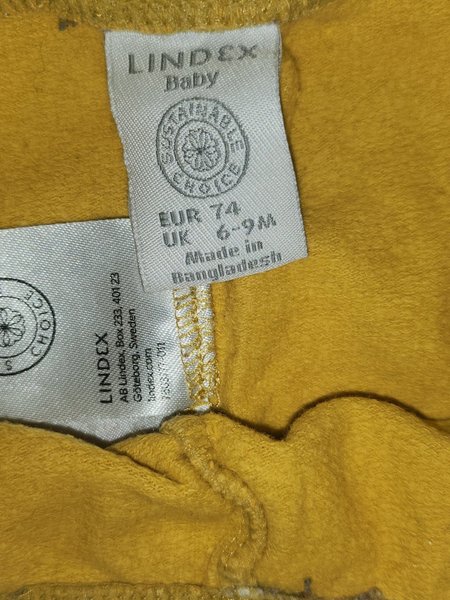 LINDEX
Baby
SUSTAINABLE
CHOICE
EUR 74
UK 6-9M
Made in
Bangladesh
CHOICE
LINDEX
AB Lindex, Box 233, 401 23
Göteborg, Sweden
lindex.com